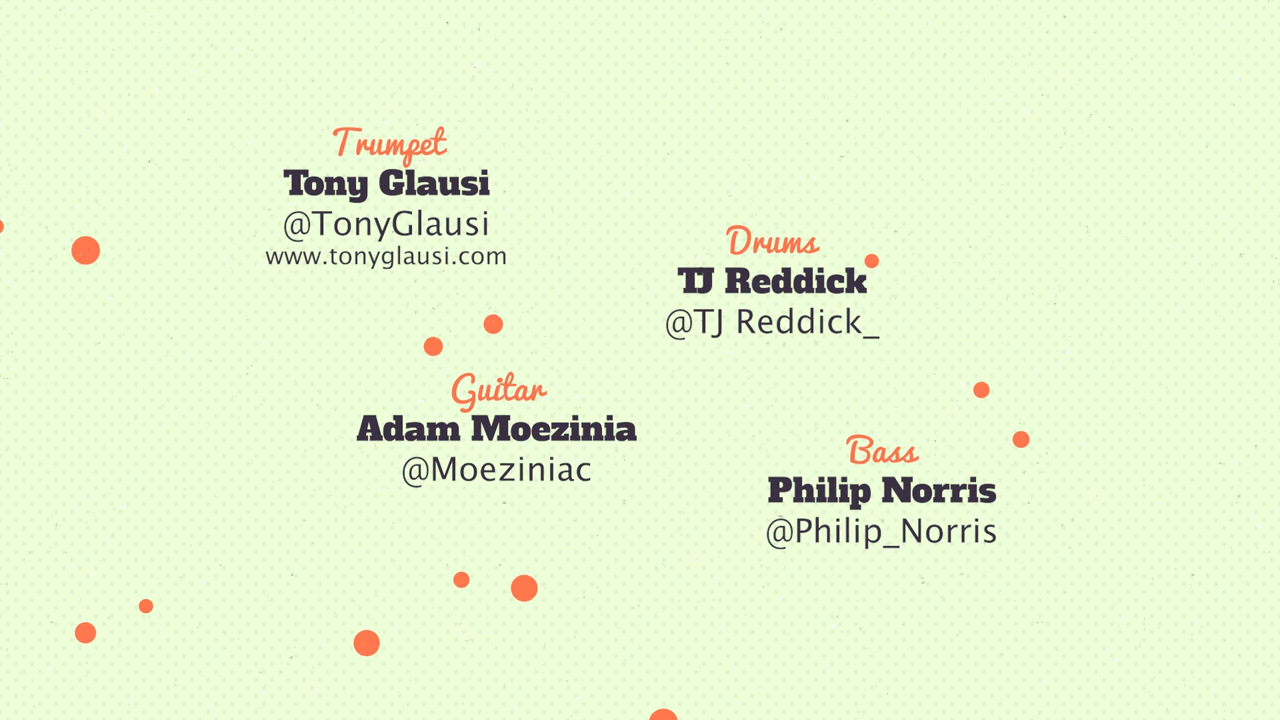 Trumpet
Tony Glausi
@TonyGlausi
www.tonyglausi.com
Drums
TJ Reddick
@TJ Reddick_
Guitar
Adam Moezinia
@Moeziniac
Bass
Philip Norris
@Philip_Norris